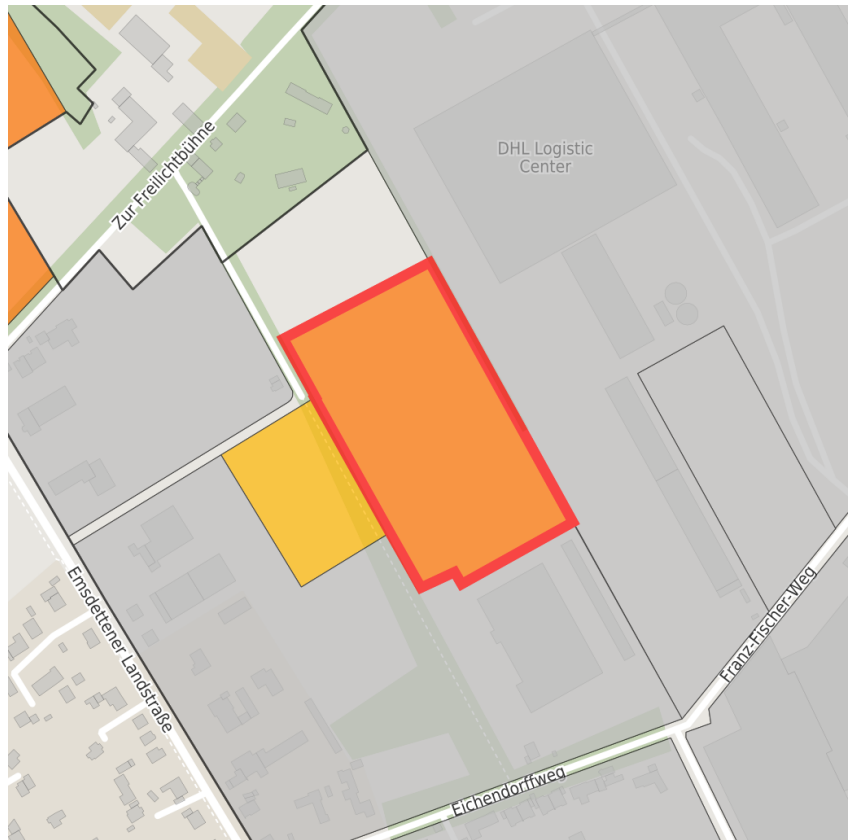 Zur Freilichtbühne
DHL Logistic
Center
Emsdettener Landstraße
Franz-Fischer-Weg
Eichendorffweg